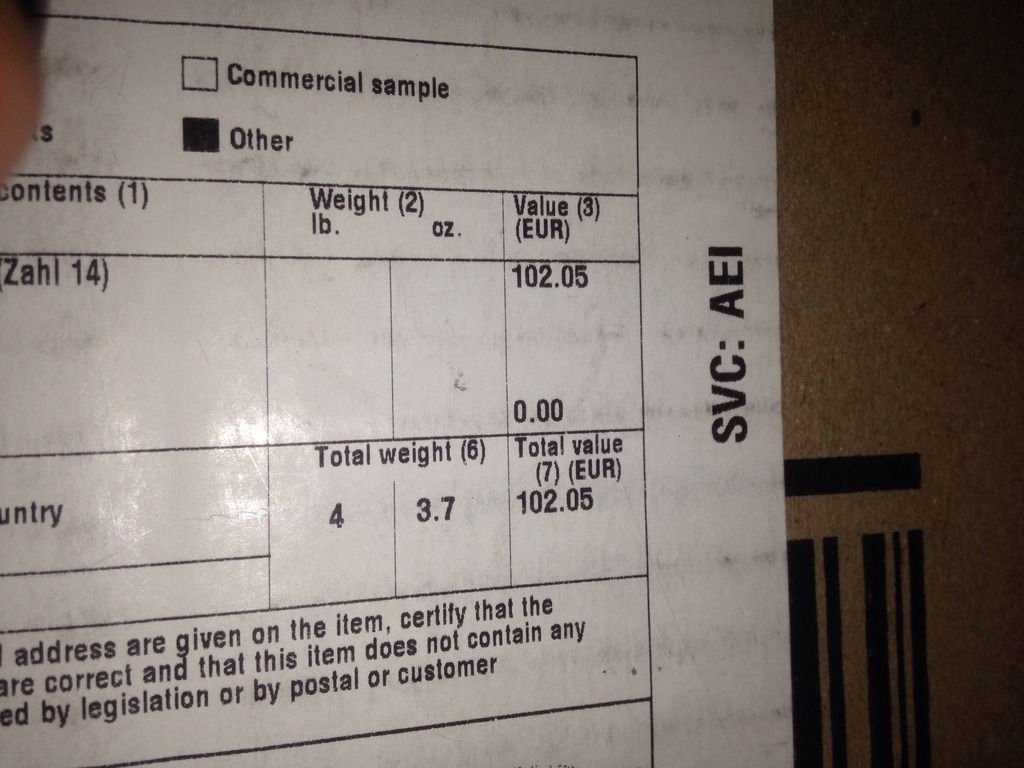 Commercial sample
s
Other
contents (1)
Weight (2)
lb. oz.
Value (3)
(EUR)
(Zahl 14)
102.05
0.00
Total weight (6)
Total value
(7) (EUR)
untry
4 3.7
102.05
address are given on the item, certify that the
are correct and that this item does not contain any
ed by legislation or by postal or customer
SVC: AEI